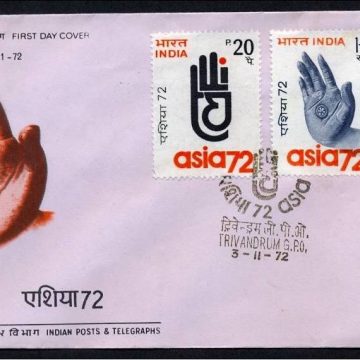 FIRST DAY COVER
1-72
भारत
INDIA
P. 20 पै
एशिया 72
asia72
भारत
INDIA
एशिया 72
asia72
एशिया 72 asia
त्रिवेन्द्रम जी.पी.ओ.
TRIVANDRUM G.P.O.
3-11-72
एशिया 72
विभाग INDIAN POSTS & TELEGRAPHS